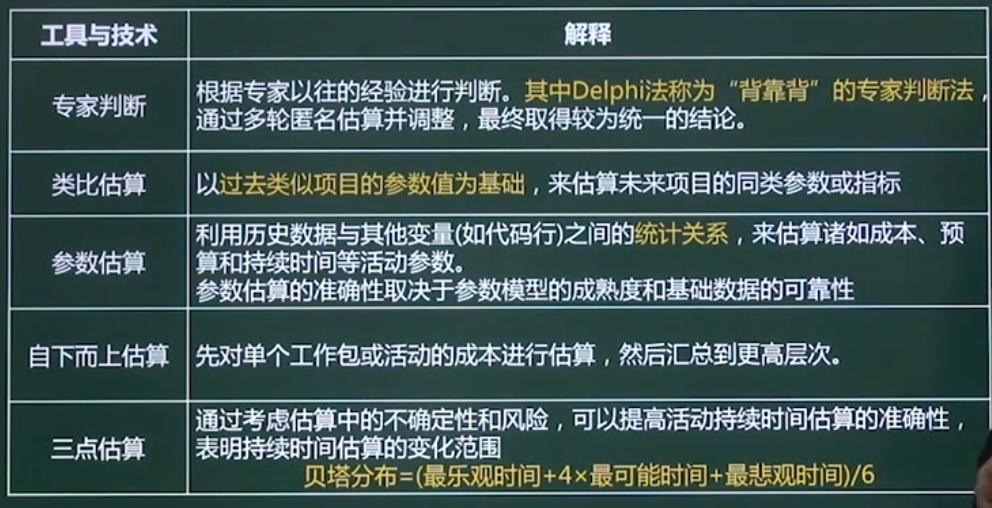 工具与技术
解释
专家判断
根据专家以往的经验进行判断。其中Delphi法称为“背靠背”的专家判断法，
通过多轮匿名估算并调整，最终取得较为统一的结论。
类比估算
以过去类似项目的参数值为基础，来估算未来项目的同类参数或指标
参数估算
利用历史数据与其他变量(如代码行)之间的统计关系，来估算诸如成本、预
算和持续时间等活动参数。
参数估算的准确性取决于参数模型的成熟度和基础数据的可靠性
自下而上估算
先对单个工作包或活动的成本进行估算，然后汇总到更高层次。
三点估算
通过考虑估算中的不确定性和风险，可以提高活动持续时间估算的准确性，
表明持续时间估算的变化范围
贝塔分布=(最乐观时间+4×最可能时间+最悲观时间)/6